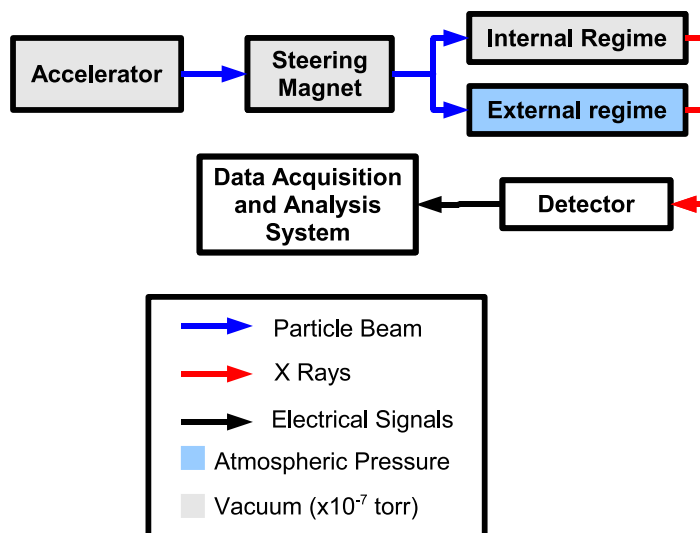 Accelerator
Steering
Magnet
Internal Regime
External regime
Data Acquisition
and Analysis
System
Detector
Particle Beam
X Rays
Electrical Signals
Atmospheric Pressure
Vacuum (x10⁻⁷ torr)